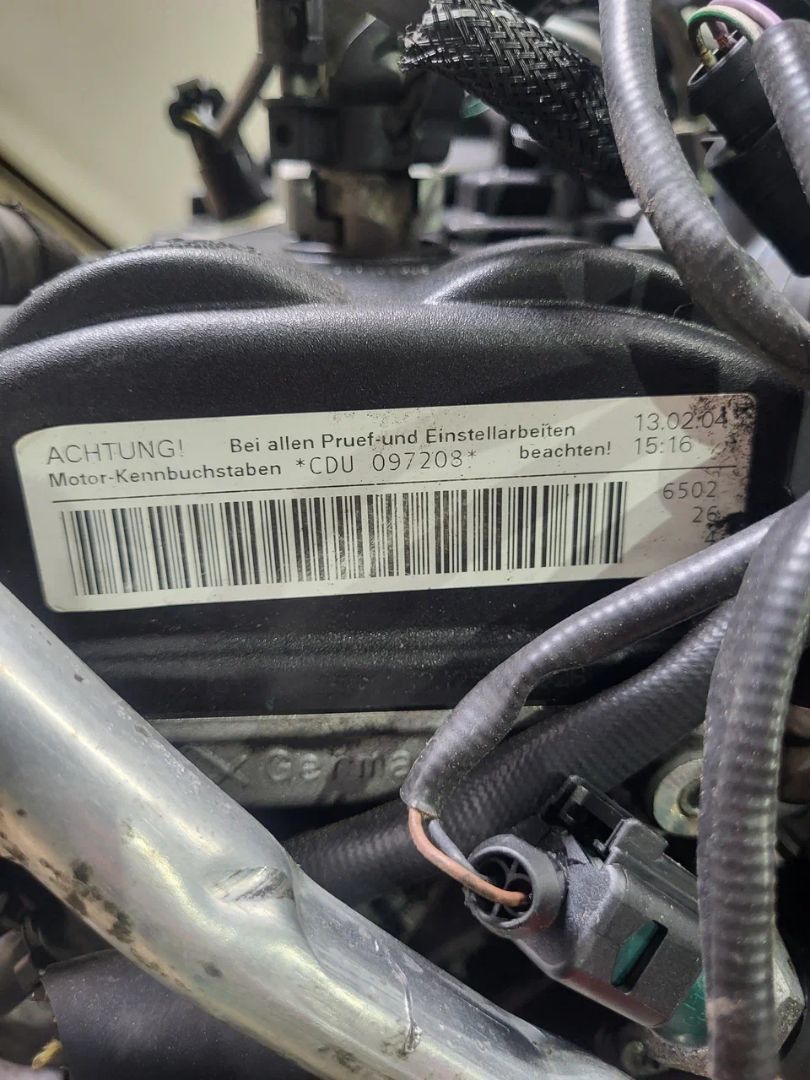 ACHTUNG! Bei allen Pruef-und Einstellarbeiten 13.02.04
Motor-Kennbuchstaben *CDU 097208* beachten! 15:16
6502
26
4
Germa